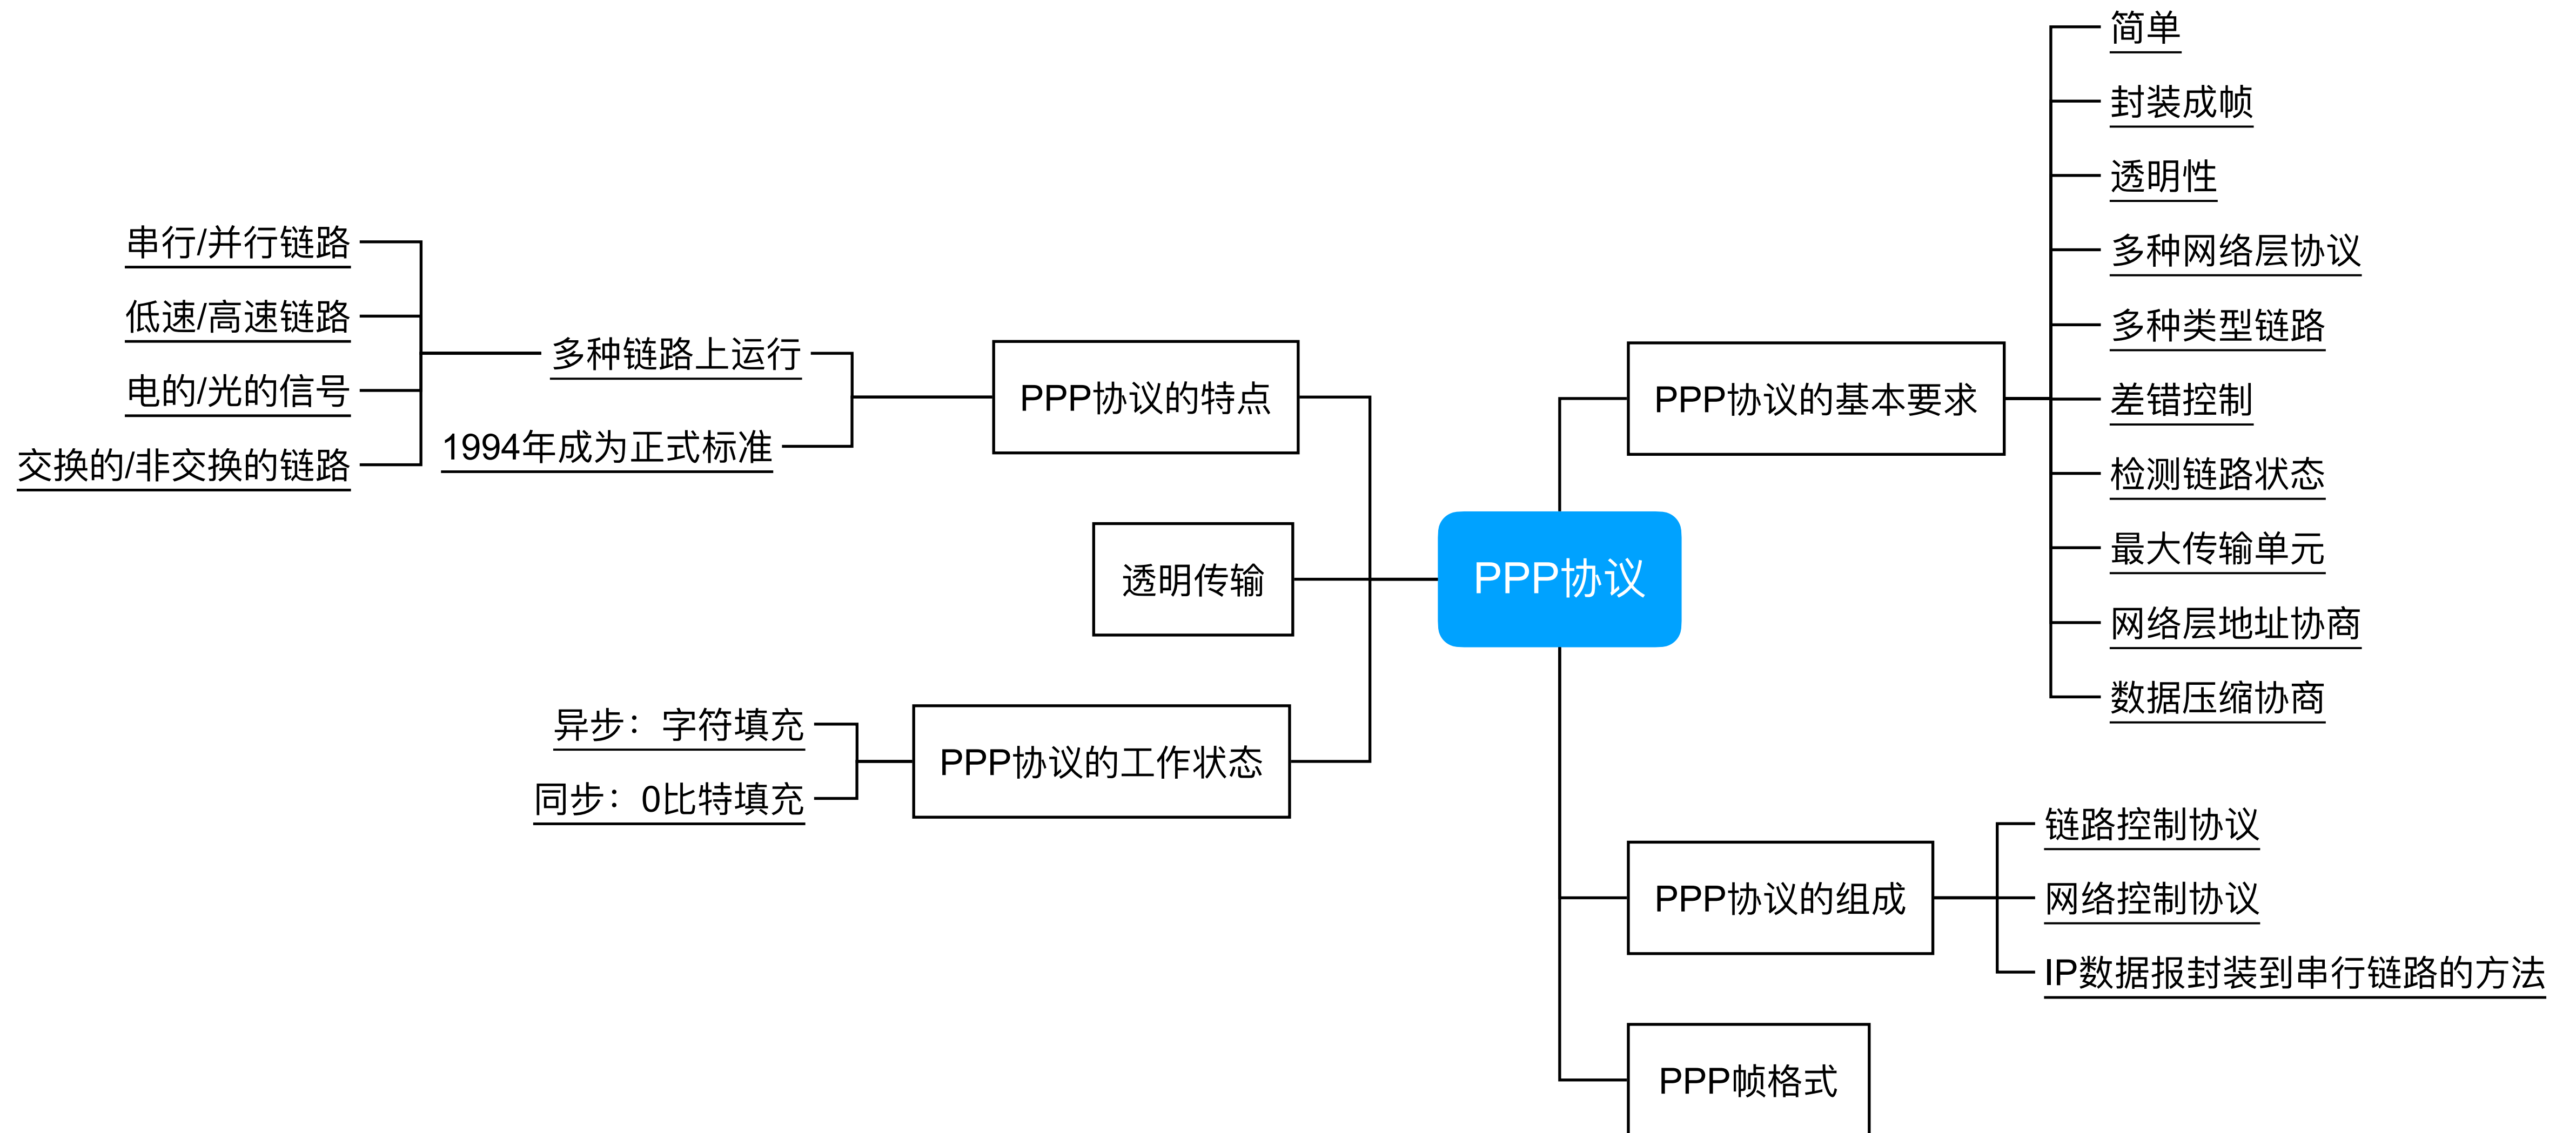 PPP协议
PPP协议的基本要求
简单
封装成帧
透明性
多种网络层协议
多种类型链路
差错控制
检测链路状态
最大传输单元
网络层地址协商
数据压缩协商
PPP协议的组成
链路控制协议
网络控制协议
IP数据报封装到串行链路的方法
PPP帧格式
PPP协议的特点
多种链路上运行
串行/并行链路
低速/高速链路
电的/光的信号
交换的/非交换的链路
1994年成为正式标准
透明传输
PPP协议的工作状态
异步：字符填充
同步：0比特填充